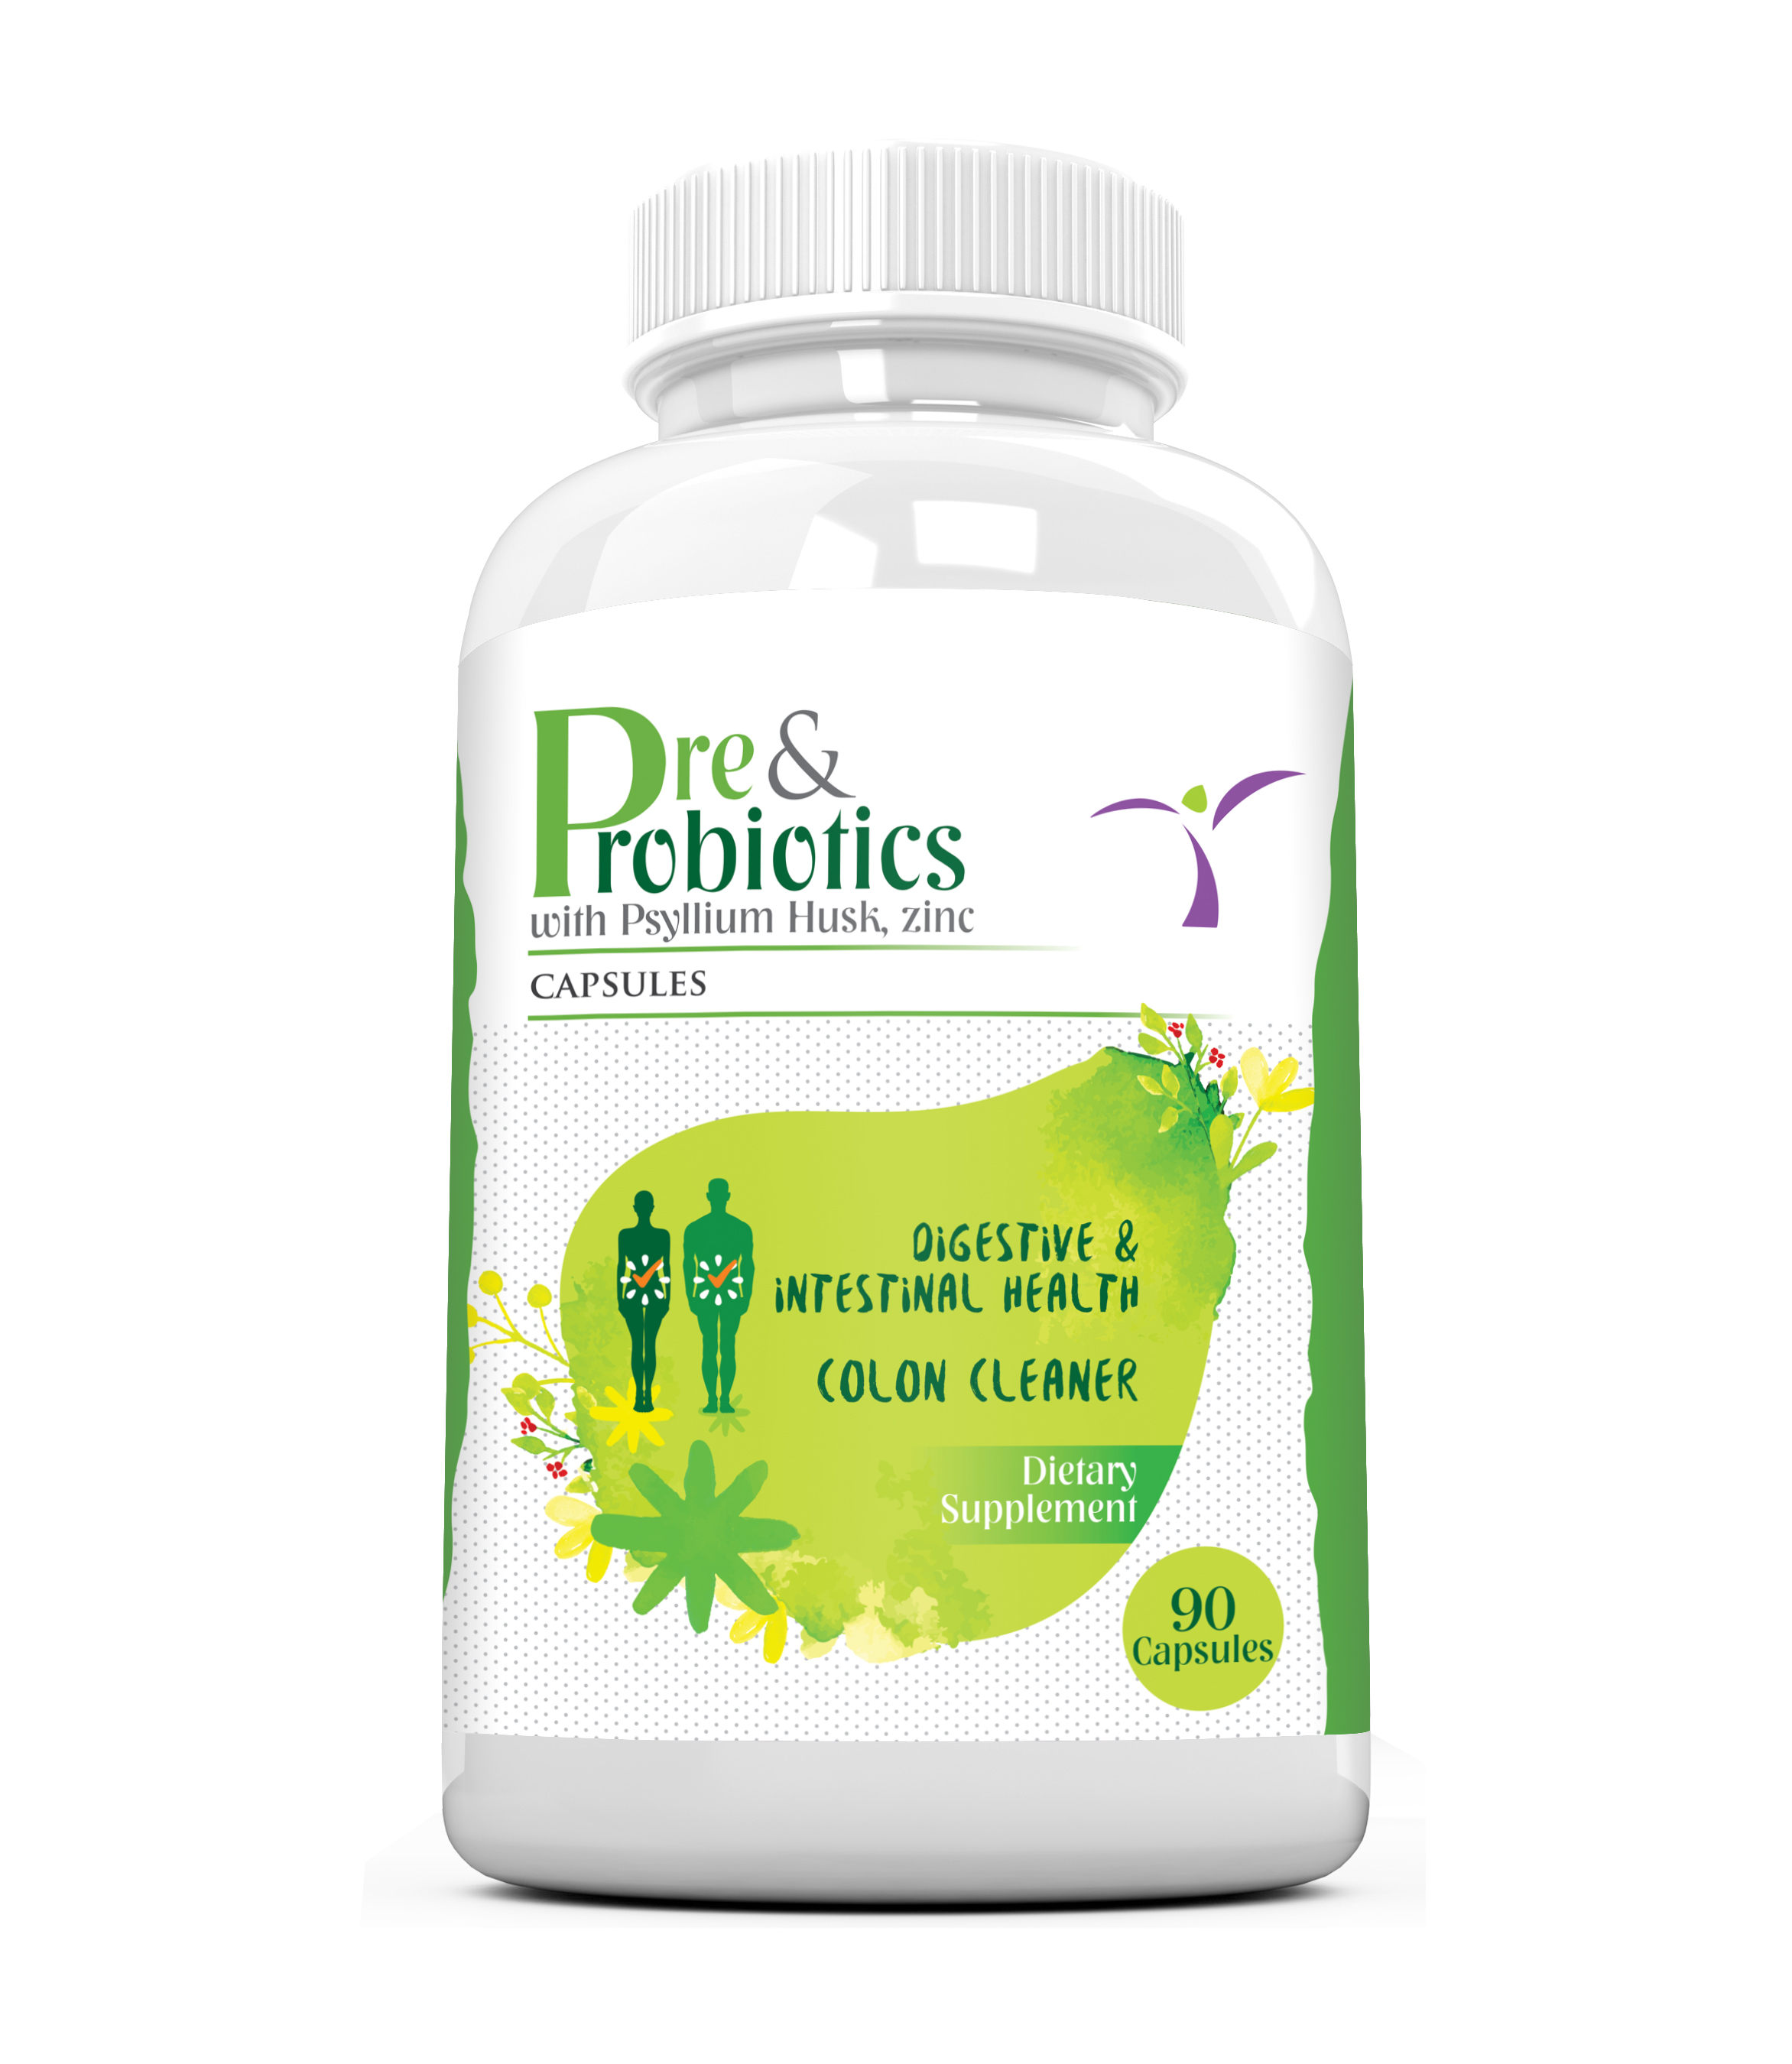 Pre &
Probiotics
with Psyllium Husk, zinc
CAPSULES
DiGESTiVE &
iNTESTiNAL HEALTH
COLON CLEANER
Dietary
Supplement
90
Capsules